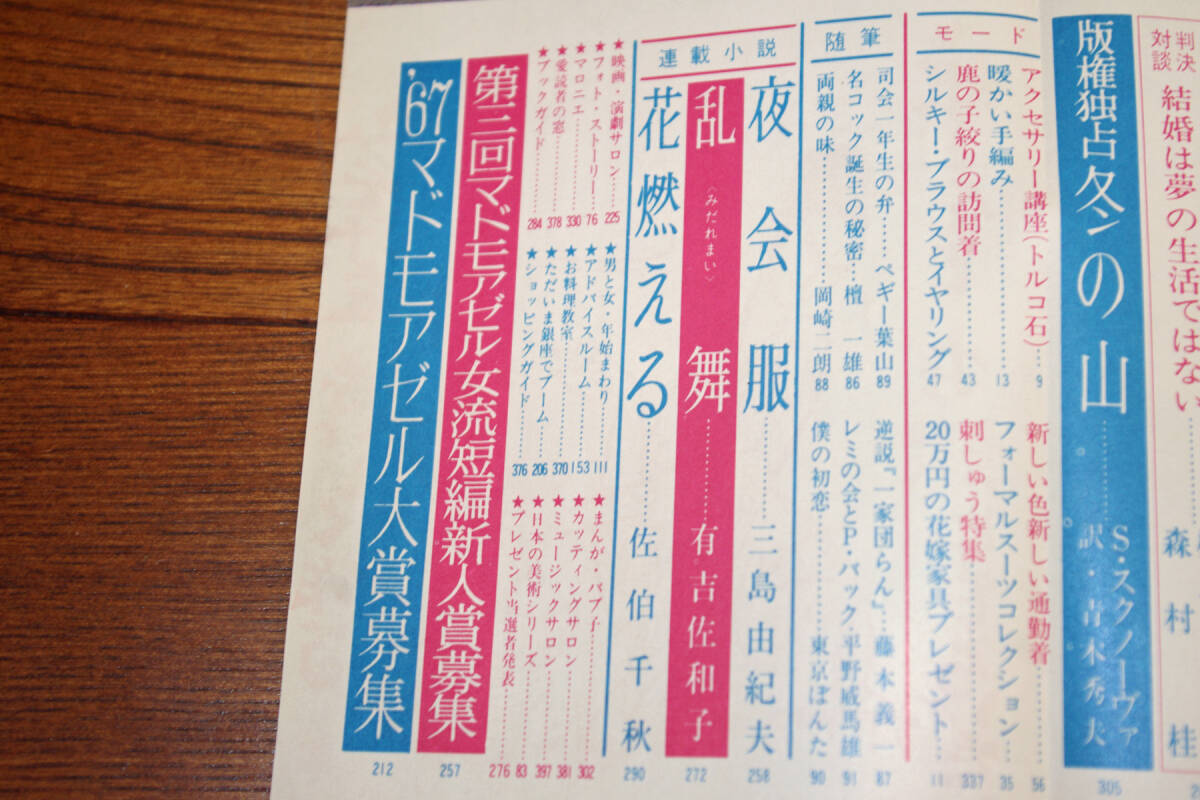 判決
対談
結婚は夢の生活ではない
森村桂
版権独占冬ンの山………S・スクノーヴァ
訳・青木秀夫
305
モード
アクセサリー講座（トルコ石）…9
暖かい手編み…………13
鹿の子絞りの訪問着…………43
シルキー・ブラウスとイヤリング 47
新しい色新しい通勤着 56
フォーマルスーツコレクション…35
刺しゅう特集…………337
20万円の花嫁家具プレゼント……11
随筆
司会一年生の弁……ペギー葉山 89
名コック誕生の秘密…檀一雄 86
両親の味…………岡崎二朗 88
逆説「一家団らん」…藤本義一 87
レミの会とP・バック・平野威馬雄 91
僕の初恋…………東京ぽんた 90
連載小説
夜会服…………三島由紀夫 258
乱舞〈みだれまい〉…………有吉佐和子 272
花燃える…………佐伯千秋 290
★映画・演劇サロン……225
★フォト・ストーリー……76
★マロニエ…………330
★愛読者の窓…………378
★ブックガイド…………284
★男と女・年始まわり……111
★アドバイスルーム……153
★お料理教室…………370
★ただいま銀座でブーム……206
★ショッピングガイド……376
★まんが・パブ子……302
★カッティングサロン……381
★ミュージックサロン……397
★日本の美術シリーズ……83
★プレゼント当選者発表……276
第三回マドモアゼル女流短編新人賞募集
257
'67マドモアゼル大賞募集
212